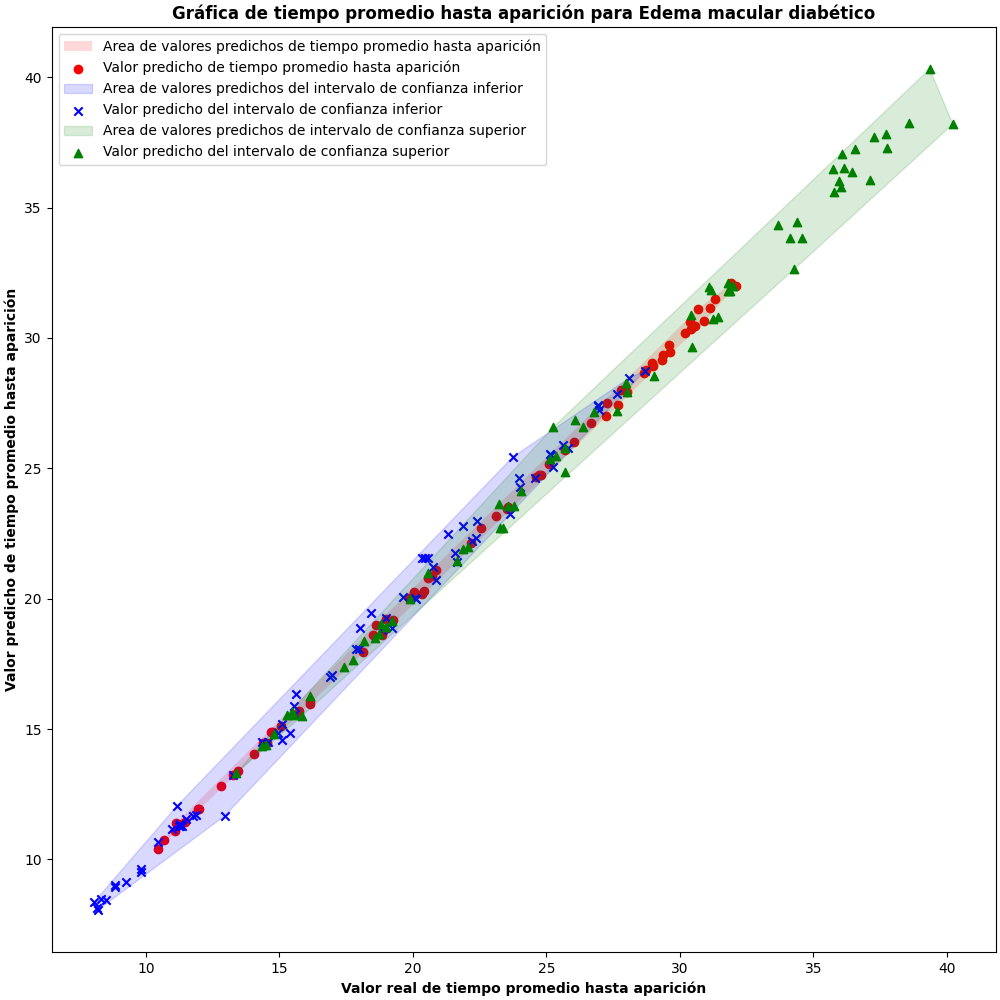 Gráfica de tiempo promedio hasta aparición para Edema macular diabético
Area de valores predichos de tiempo promedio hasta aparición
Valor predicho de tiempo promedio hasta aparición
Area de valores predichos del intervalo de confianza inferior
Valor predicho del intervalo de confianza inferior
Area de valores predichos de intervalo de confianza superior
Valor predicho del intervalo de confianza superior
Valor predicho de tiempo promedio hasta aparición
40
35
30
25
20
15
10
10 15 20 25 30 35 40
Valor real de tiempo promedio hasta aparición